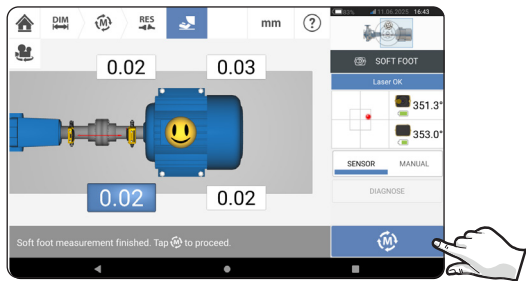 83% 11.06.2025 16:43
DIM
M
RES
mm
?
SOFT FOOT
Laser OK
0.02
0.03
351.3°
353.0°
SENSOR
MANUAL
0.02
0.02
DIAGNOSE
Soft foot measurement finished. Tap M to proceed.
M